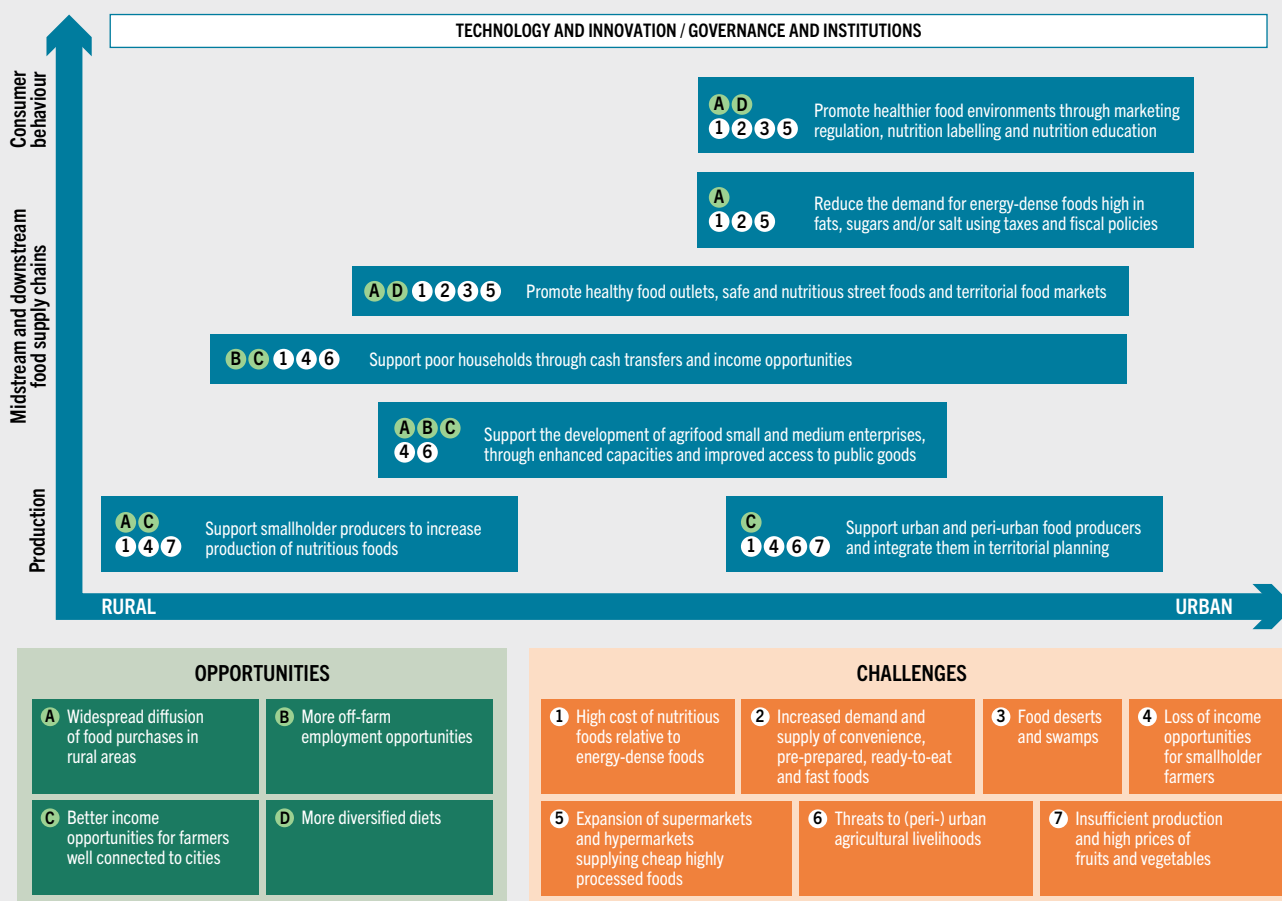 TECHNOLOGY AND INNOVATION / GOVERNANCE AND INSTITUTIONS
Consumer
behaviour
A D
1 2 3 5
Promote healthier food environments through marketing
regulation, nutrition labelling and nutrition education
A
1 2 5
Reduce the demand for energy-dense foods high in
fats, sugars and/or salt using taxes and fiscal policies
Midstream and downstream
food supply chains
A D 1 2 3 5 Promote healthy food outlets, safe and nutritious street foods and territorial food markets
B C 1 4 6 Support poor households through cash transfers and income opportunities
A B C
4 6
Support the development of agrifood small and medium enterprises,
through enhanced capacities and improved access to public goods
Production
A C
1 4 7
Support smallholder producers to increase
production of nutritious foods
C
1 4 6 7
Support urban and peri-urban food producers
and integrate them in territorial planning
RURAL
URBAN
OPPORTUNITIES
A Widespread diffusion
of food purchases in
rural areas
B More off-farm
employment opportunities
C Better income
opportunities for farmers
well connected to cities
D More diversified diets
CHALLENGES
1 High cost of nutritious
foods relative to
energy-dense foods
2 Increased demand and
supply of convenience,
pre-prepared, ready-to-eat
and fast foods
3 Food deserts
and swamps
4 Loss of income
opportunities
for smallholder
farmers
5 Expansion of supermarkets
and hypermarkets
supplying cheap highly
processed foods
6 Threats to (peri-) urban
agricultural livelihoods
7 Insufficient production
and high prices of
fruits and vegetables